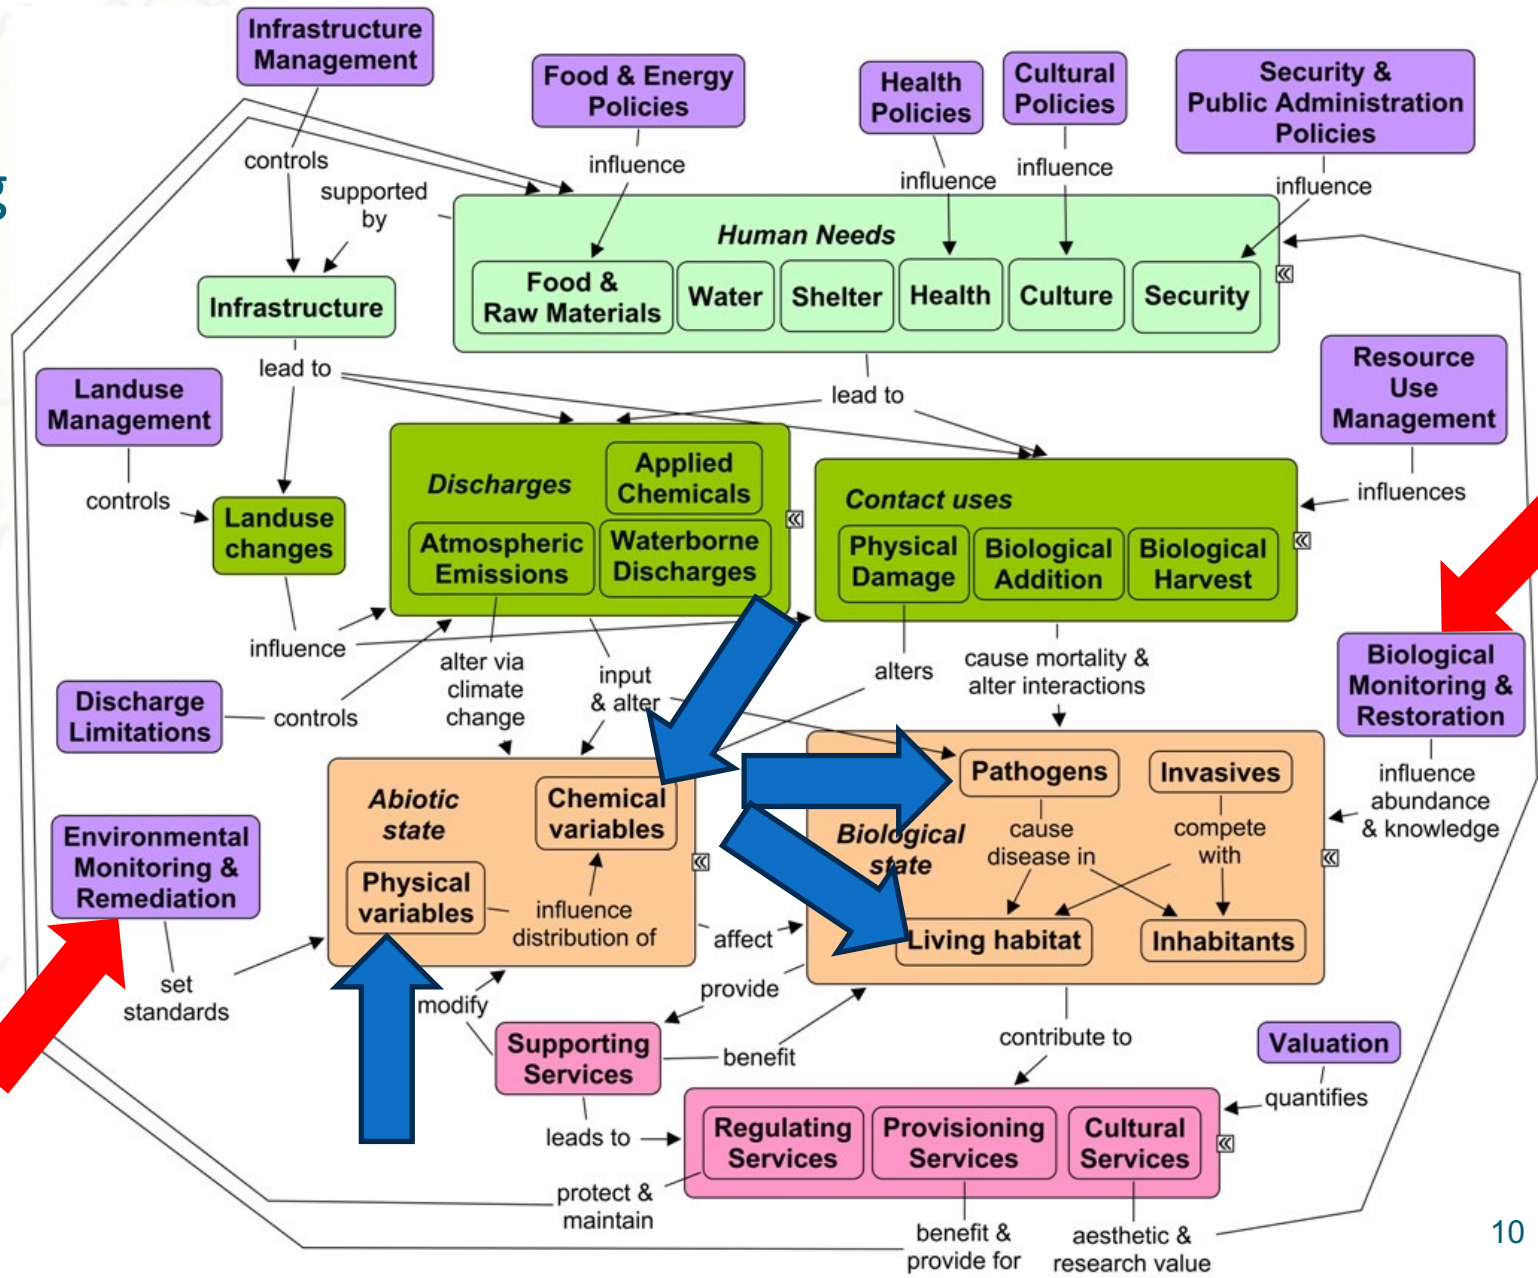 Infrastructure
Management
Food & Energy
Policies
Health
Policies
Cultural
Policies
Security &
Public Administration
Policies
controls
supported
by
influence
influence
influence
influence
g
Human Needs
Food &
Raw Materials
Water
Shelter
Health
Culture
Security
Infrastructure
lead to
lead to
Landuse
Management
Resource
Use
Management
controls
influences
Landuse
changes
Discharges
Applied
Chemicals
Atmospheric
Emissions
Waterborne
Discharges
Contact uses
Physical
Damage
Biological
Addition
Biological
Harvest
influence
alter via
climate
change
input
& alter
alters
cause mortality &
alter interactions
Biological
Monitoring &
Restoration
Discharge
Limitations
controls
influence
abundance
& knowledge
Abiotic
state
Chemical
variables
Physical
variables
influence
distribution of
Pathogens
Invasives
Biological
state
cause
disease in
compete
with
Living habitat
Inhabitants
Environmental
Monitoring &
Remediation
set
standards
affect
modify
provide
Supporting
Services
benefit
contribute to
Valuation
quantifies
leads to
Regulating
Services
Provisioning
Services
Cultural
Services
protect &
maintain
benefit &
provide for
aesthetic &
research value
10